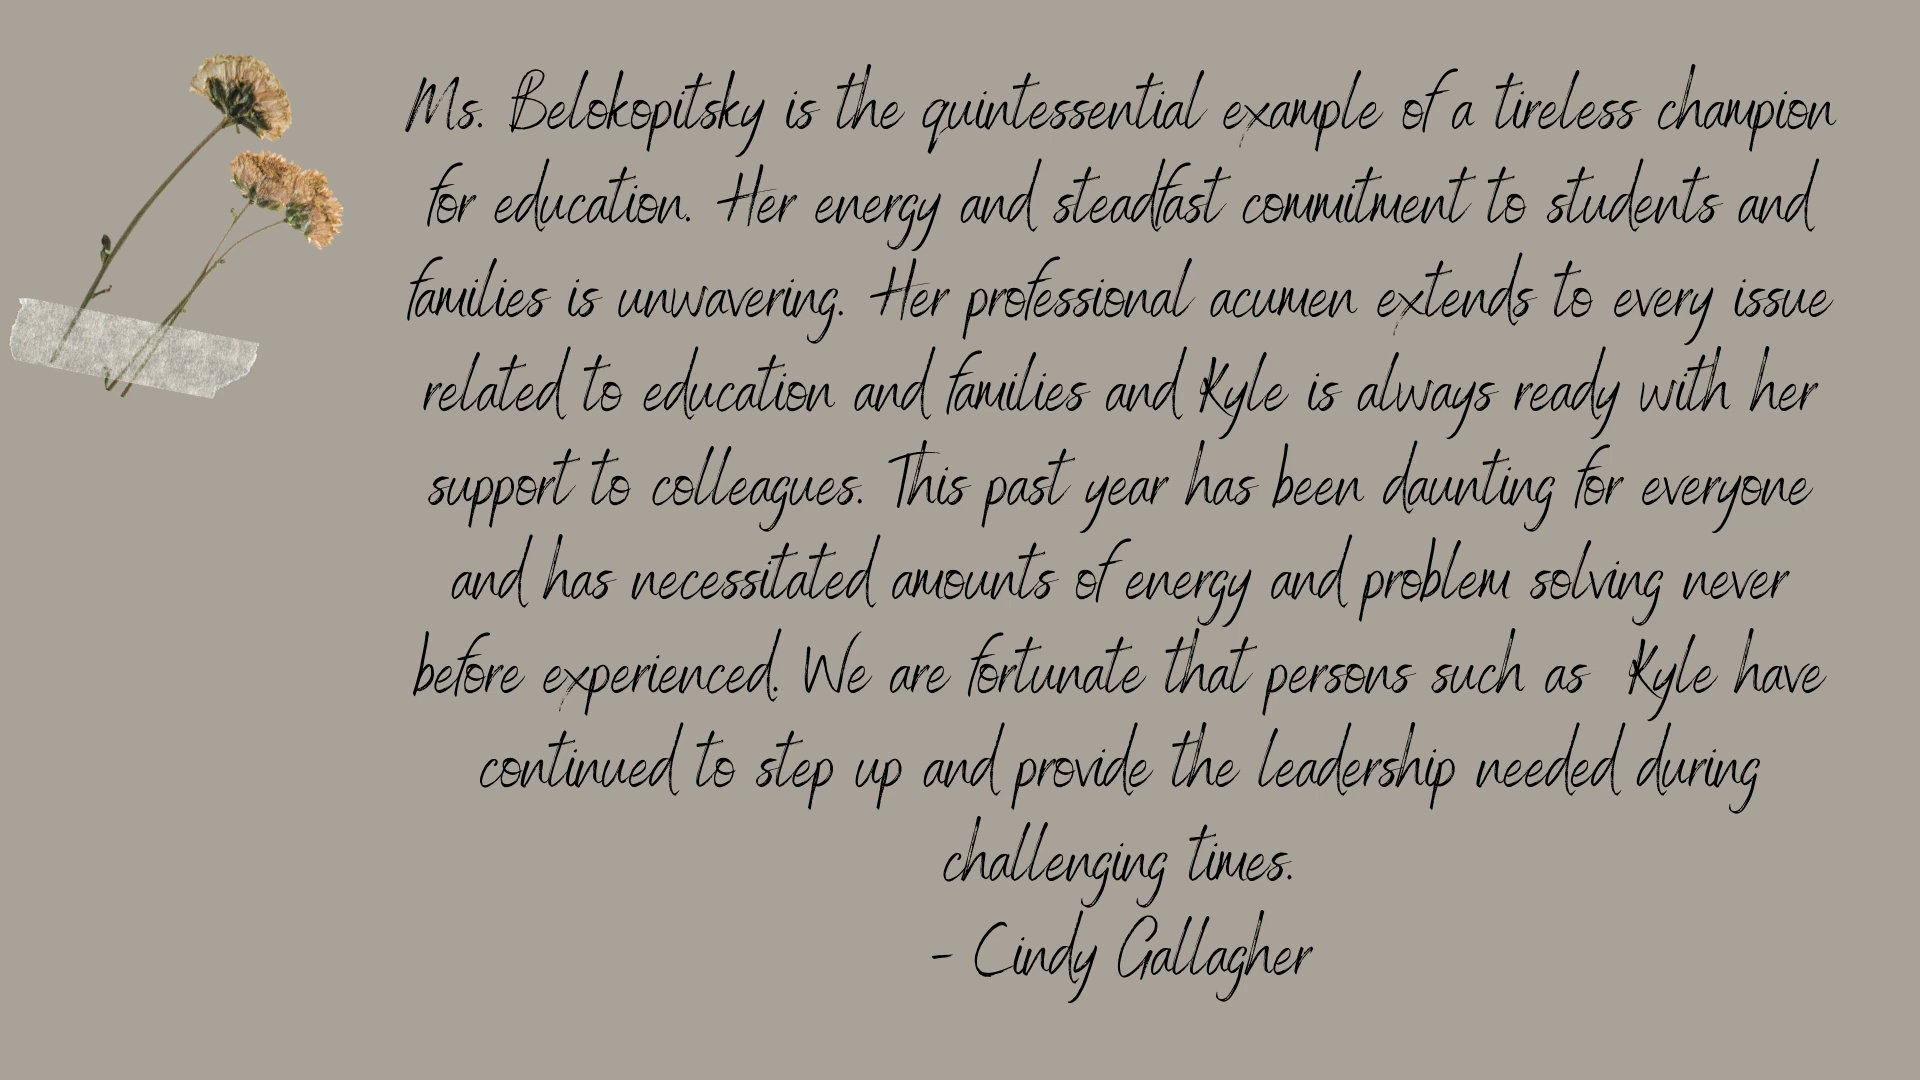 Ms. Belokopitsky is the quintessential example of a tireless champion
for education. Her energy and steadfast commitment to students and
families is unwavering. Her professional acumen extends to every issue
related to education and families and Kyle is always ready with her
support to colleagues. This past year has been daunting for everyone
and has necessitated amounts of energy and problem solving never
before experienced. We are fortunate that persons such as  Kyle have
continued to step up and provide the leadership needed during
challenging times.
- Cindy Gallagher